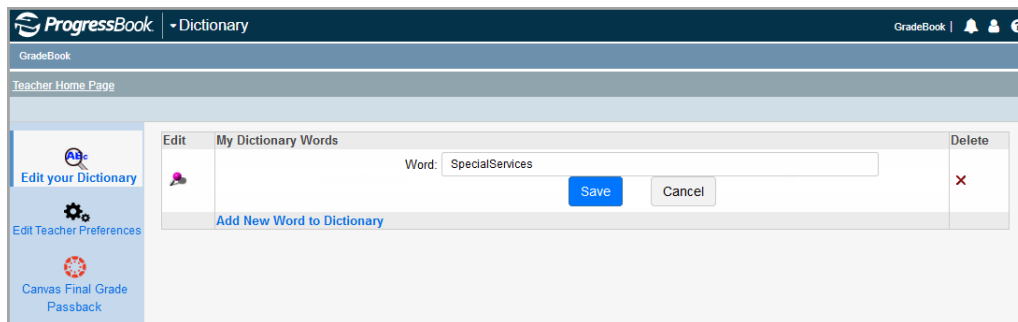 ProgressBook Dictionary GradeBook
GradeBook
Teacher Home Page
Edit My Dictionary Words Delete
Word: SpecialServices
Save Cancel
Add New Word to Dictionary
ABc
Edit your Dictionary
Edit Teacher Preferences
Canvas Final Grade
Passback